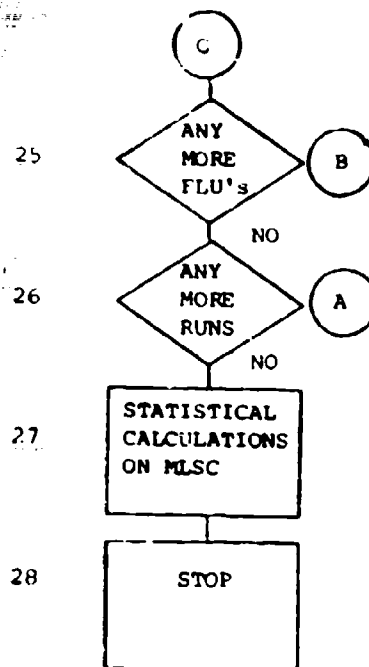 C
25
ANY
MORE
FLU's
B
NO
26
ANY
MORE
RUNS
A
NO
27
STATISTICAL
CALCULATIONS
ON MLSC
28
STOP